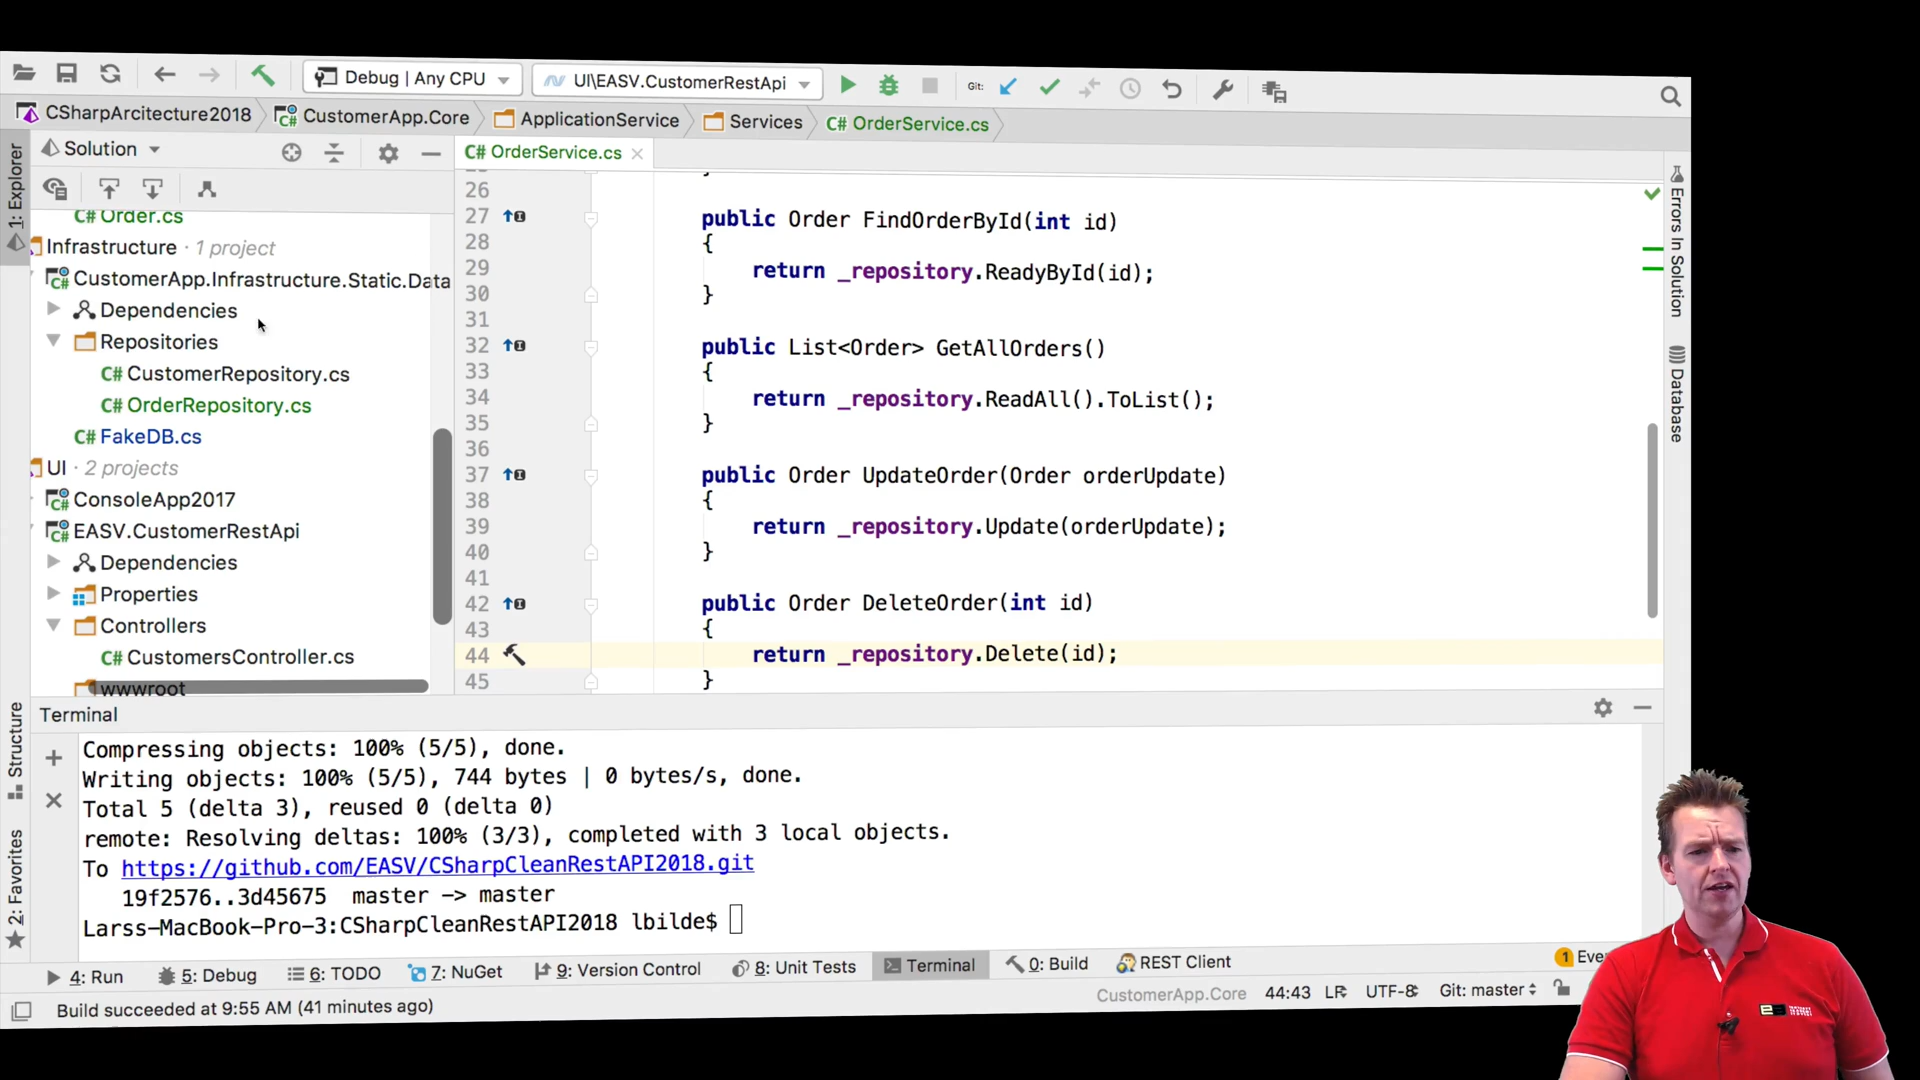 Debug | Any CPU
UI\EASV.CustomerRestApi
Git:
CSharpArcitecture2018
CustomerApp.Core
ApplicationService
Services
C# OrderService.cs
1: Explorer
Solution
C# OrderService.cs
C# Order.cs
Infrastructure · 1 project
CustomerApp.Infrastructure.Static.Data
Dependencies
Repositories
C# CustomerRepository.cs
C# OrderRepository.cs
C# FakeDB.cs
UI · 2 projects
ConsoleApp2017
EASV.CustomerRestApi
Dependencies
Properties
Controllers
C# CustomersController.cs
wwwroot
26
27 public Order FindOrderById(int id)
28 {
29 return _repository.ReadyById(id);
30 }
31
32 public List<Order> GetAllOrders()
33 {
34 return _repository.ReadAll().ToList();
35 }
36
37 public Order UpdateOrder(Order orderUpdate)
38 {
39 return _repository.Update(orderUpdate);
40 }
41
42 public Order DeleteOrder(int id)
43 {
44 return _repository.Delete(id);
45 }
Errors In Solution
Database
Structure
2: Favorites
Terminal
Compressing objects: 100% (5/5), done.
Writing objects: 100% (5/5), 744 bytes | 0 bytes/s, done.
Total 5 (delta 3), reused 0 (delta 0)
remote: Resolving deltas: 100% (3/3), completed with 3 local objects.
To https://github.com/EASV/CSharpCleanRestAPI2018.git
19f2576..3d45675 master -> master
Larss-MacBook-Pro-3:CSharpCleanRestAPI2018 lbilde$
4: Run
5: Debug
6: TODO
7: NuGet
9: Version Control
8: Unit Tests
Terminal
0: Build
REST Client
1 Eve
Build succeeded at 9:55 AM (41 minutes ago)
CustomerApp.Core
44:43
LF
UTF-8
Git: master